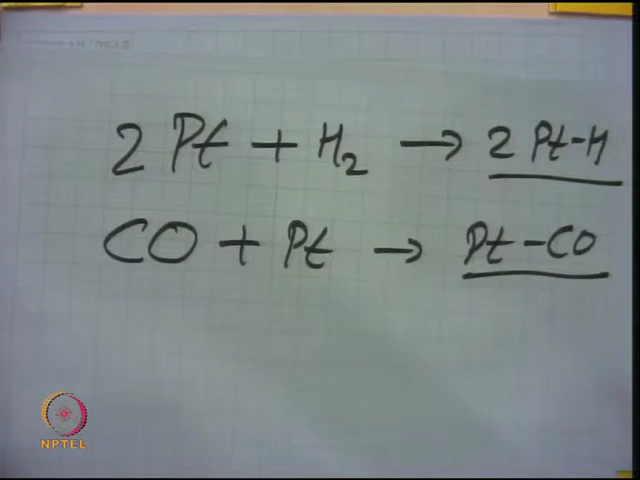 2 Pt + H₂ → 2 Pt-H
CO + Pt → Pt-CO
NPTEL